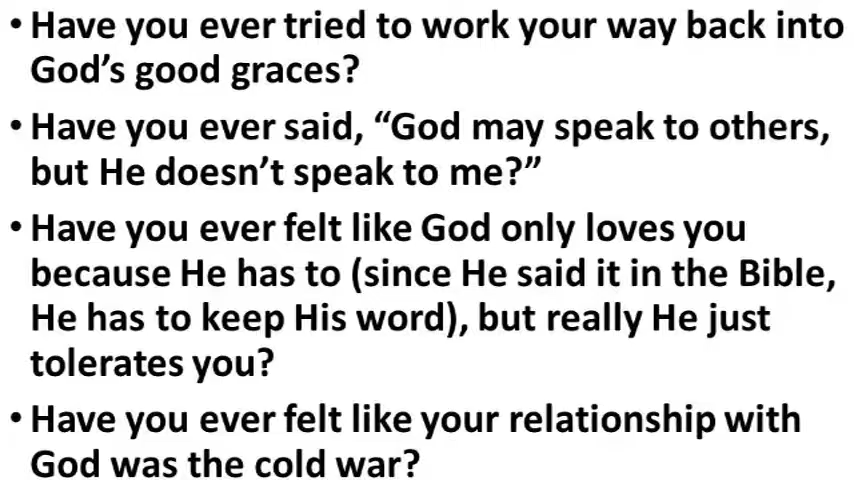 • Have you ever tried to work your way back into
God’s good graces?
• Have you ever said, “God may speak to others,
but He doesn’t speak to me?”
• Have you ever felt like God only loves you
because He has to (since He said it in the Bible,
He has to keep His word), but really He just
tolerates you?
• Have you ever felt like your relationship with
God was the cold war?